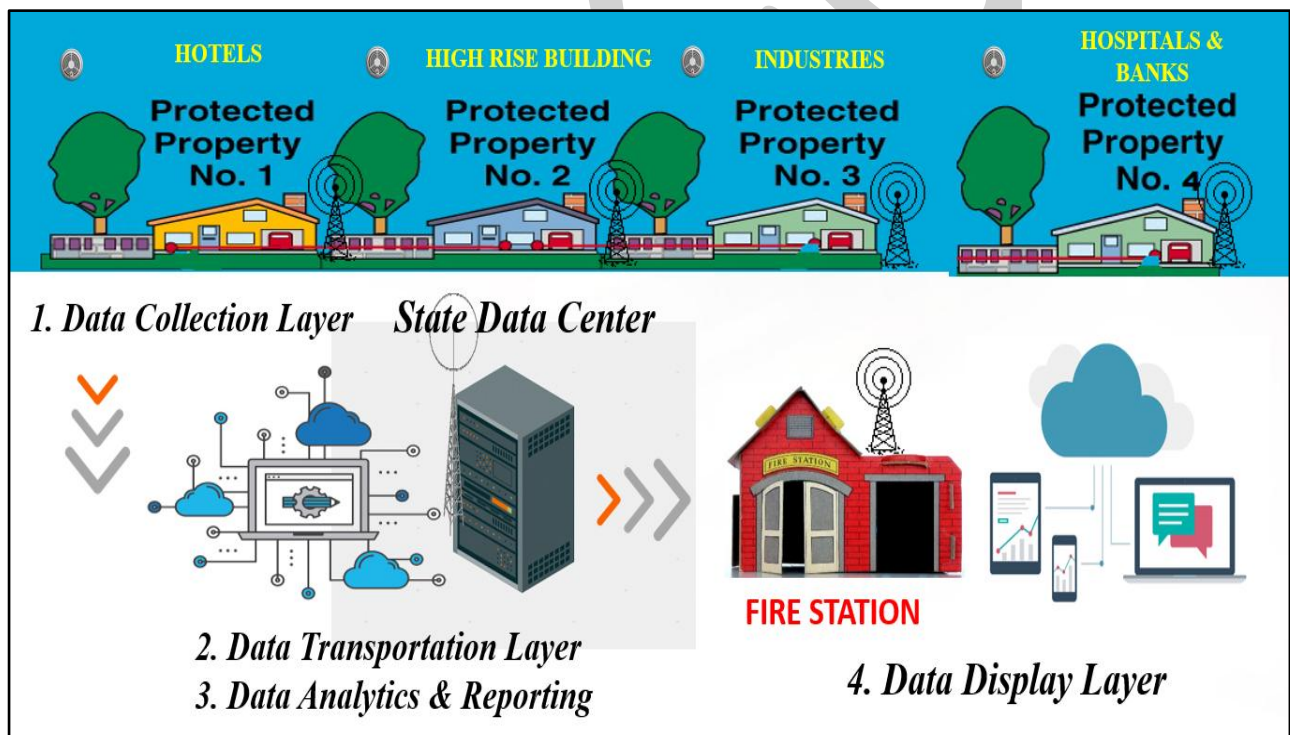 HOTELS
Protected
Property
No. 1
HIGH RISE BUILDING
Protected
Property
No. 2
INDUSTRIES
Protected
Property
No. 3
HOSPITALS &
BANKS
Protected
Property
No. 4
1. Data Collection Layer
State Data Center
FIRE STATION
FIRE STATION
2. Data Transportation Layer
3. Data Analytics & Reporting
4. Data Display Layer